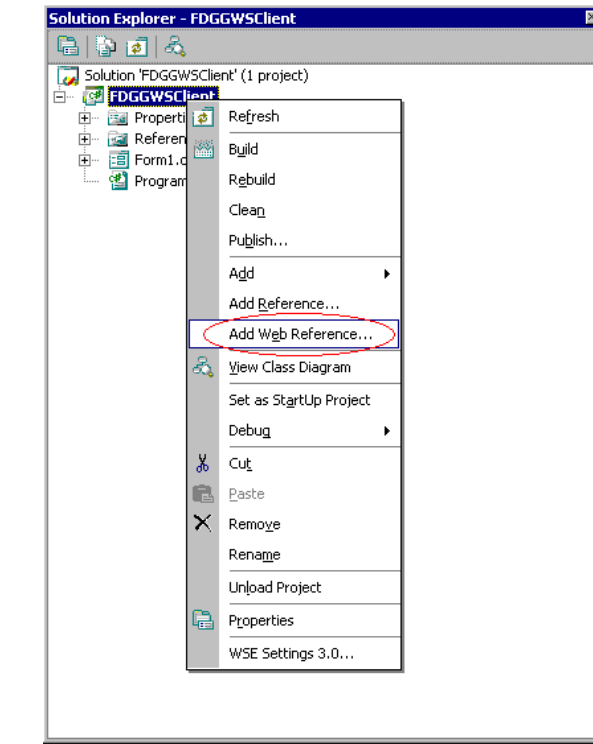 Solution Explorer - FDGGWSClient
Solution 'FDGGWSClient' (1 project)
FDGGWSClient
Properti
Referen
Form1.c
Program
Refresh
Build
Rebuild
Clean
Publish...
Add
Add Reference...
Add Web Reference...
View Class Diagram
Set as StartUp Project
Debug
Cut
Paste
Remove
Rename
Unload Project
Properties
WSE Settings 3.0...